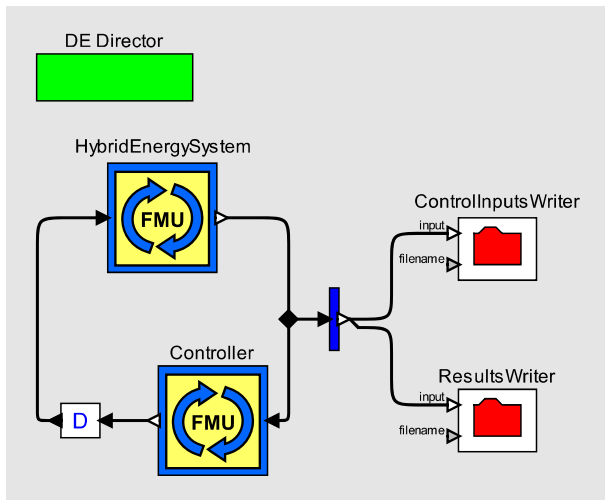 DE Director
HybridEnergySystem
FMU
ControlInputsWriter
input
filename
Controller
FMU
D
ResultsWriter
input
filename